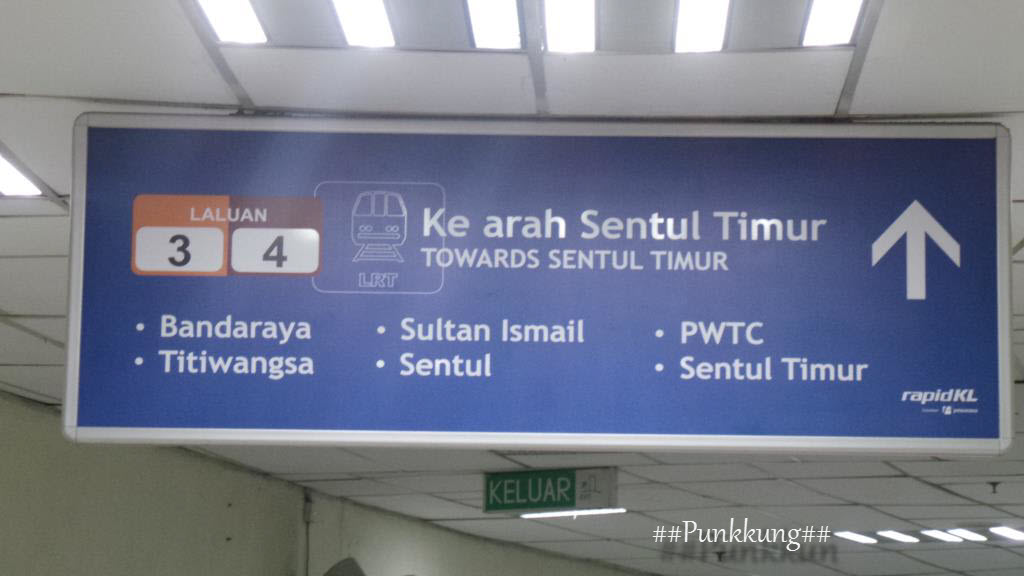 LALUAN
3 4
LRT
Ke arah Sentul Timur
TOWARDS SENTUL TIMUR
• Bandaraya
• Titiwangsa
• Sultan Ismail
• Sentul
• PWTC
• Sentul Timur
rapidKL
KELUAR
##Punkkung##